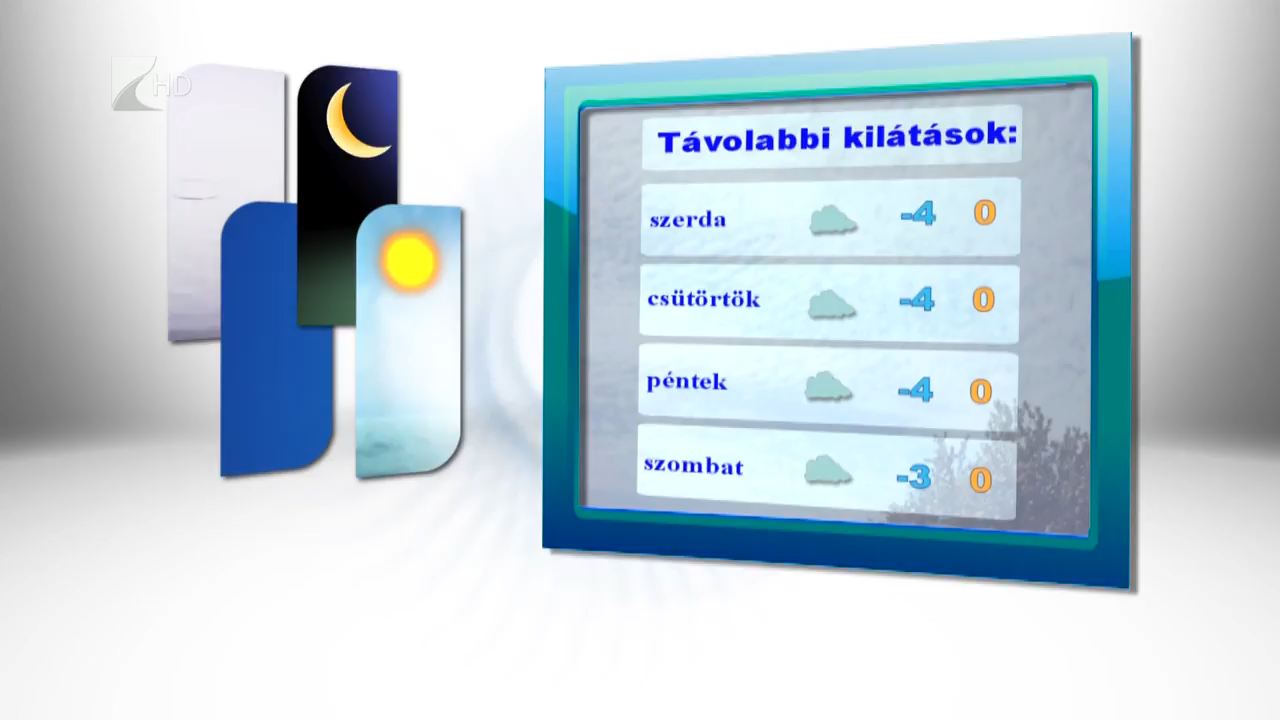 HD
Távolabbi kilátások:
szerda -4 0
csütörtök -4 0
péntek -4 0
szombat -3 0